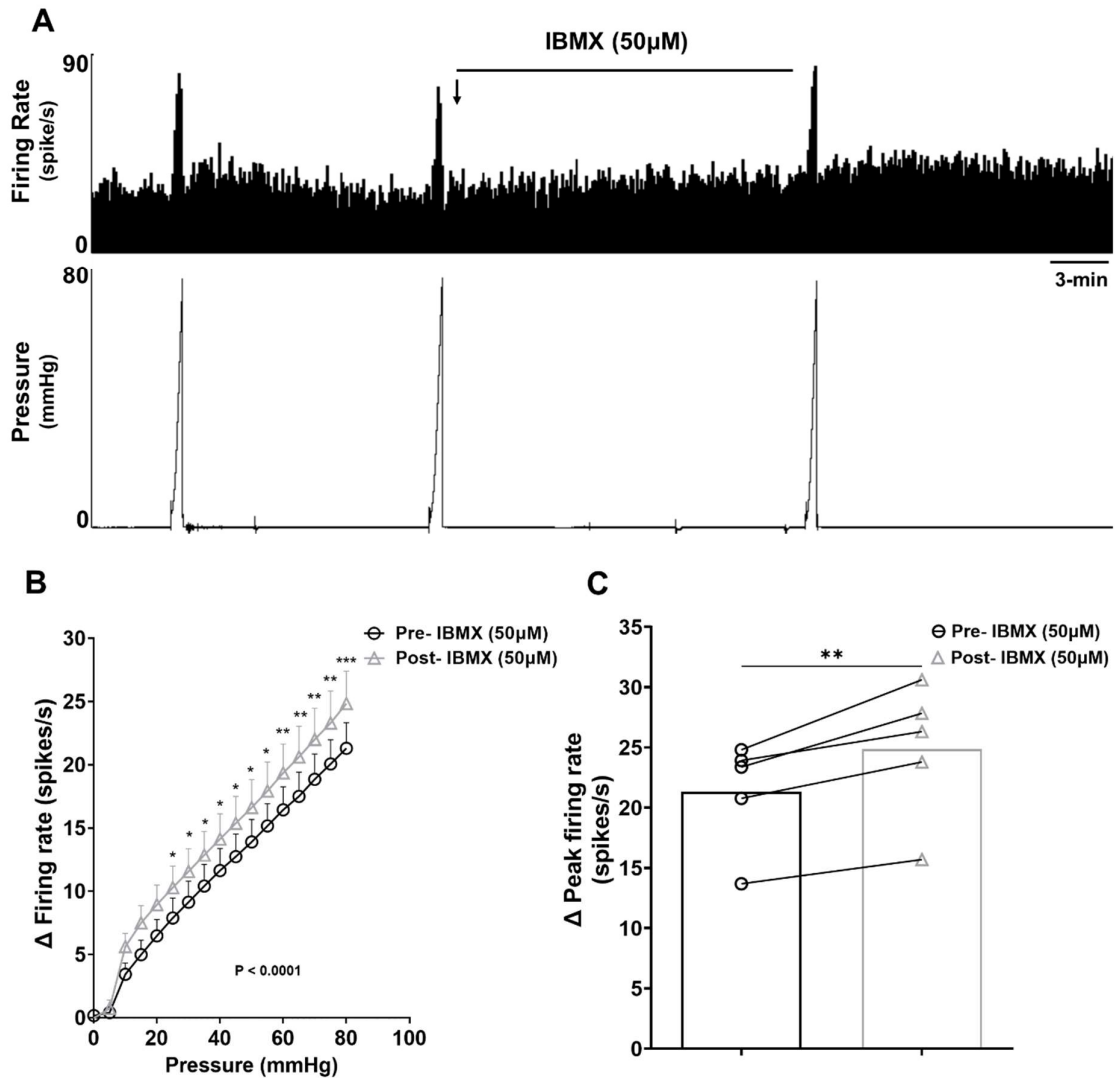 A
IBMX (50μM)
Firing Rate
(spike/s)
90
0
3-min
Pressure
(mmHg)
80
0
B
Pre- IBMX (50μM)
Post- IBMX (50μM)
Δ Firing rate (spikes/s)
30
25
20
15
10
5
0
* * * * * * * ** ** ** ** ***
P < 0.0001
0 20 40 60 80 100
Pressure (mmHg)
C
Pre- IBMX (50μM)
Post- IBMX (50μM)
**
Δ Peak firing rate
(spikes/s)
35
30
25
20
15
10
5
0